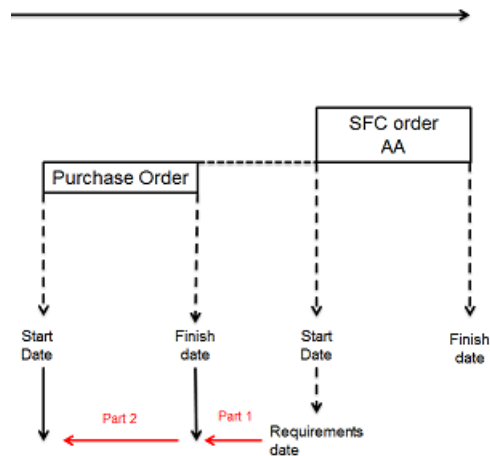 SFC order
AA
Purchase Order
Start
Date
Finish
date
Start
Date
Finish
date
Part 2
Part 1
Requirements
date